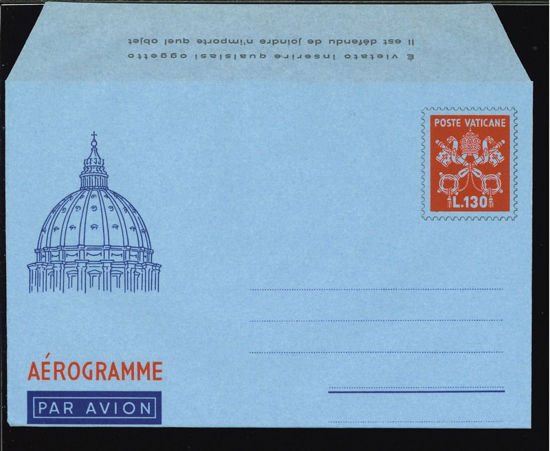 Il est défendu de joindre n'importe quel objet
È vietato inserire qualsiasi oggetto
POSTE VATICANE
L.130
AÉROGRAMME
PAR AVION